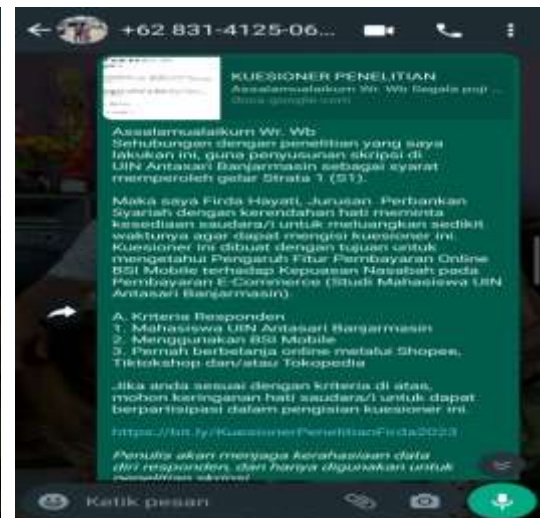 +62 831-4125-06...
KUESIONER PENELITIAN
Assalamualaikum Wr. Wb Segala puji ...
docs.google.com
Assalamualaikum Wr. Wb
Sehubungan dengan penelitian yang saya
lakukan ini, guna penyusunan skripsi di
UIN Antasari Banjarmasin sebagai syarat
memperoleh gelar Strata 1 (S1).
Maka saya Firda Hayati, Jurusan Perbankan
Syariah dengan kerendahan hati meminta
kesediaan saudara/i untuk meluangkan sedikit
waktunya agar dapat mengisi kuesioner ini.
Kuesioner ini dibuat dengan tujuan untuk
mengetahui Pengaruh Fitur Pembayaran Online
BSI Mobile terhadap Kepuasan Nasabah pada
Pembayaran E-Commerce (Studi Mahasiswa UIN
Antasari Banjarmasin).
A. Kriteria Responden
1. Mahasiswa UIN Antasari Banjarmasin
2. Menggunakan BSI Mobile
3. Pernah berbelanja online melalui Shopee,
Tiktokshop dan/atau Tokopedia
Jika anda sesuai dengan kriteria di atas,
mohon keringanan hati saudara/i untuk dapat
berpartisipasi dalam pengisian kuesioner ini.
https://bit.ly/KuesionerPenelitianFirda2023
Penulis akan menjaga kerahasiaan data
diri responden, dan hanya digunakan untuk
penelitian skripsi
Ketik pesan